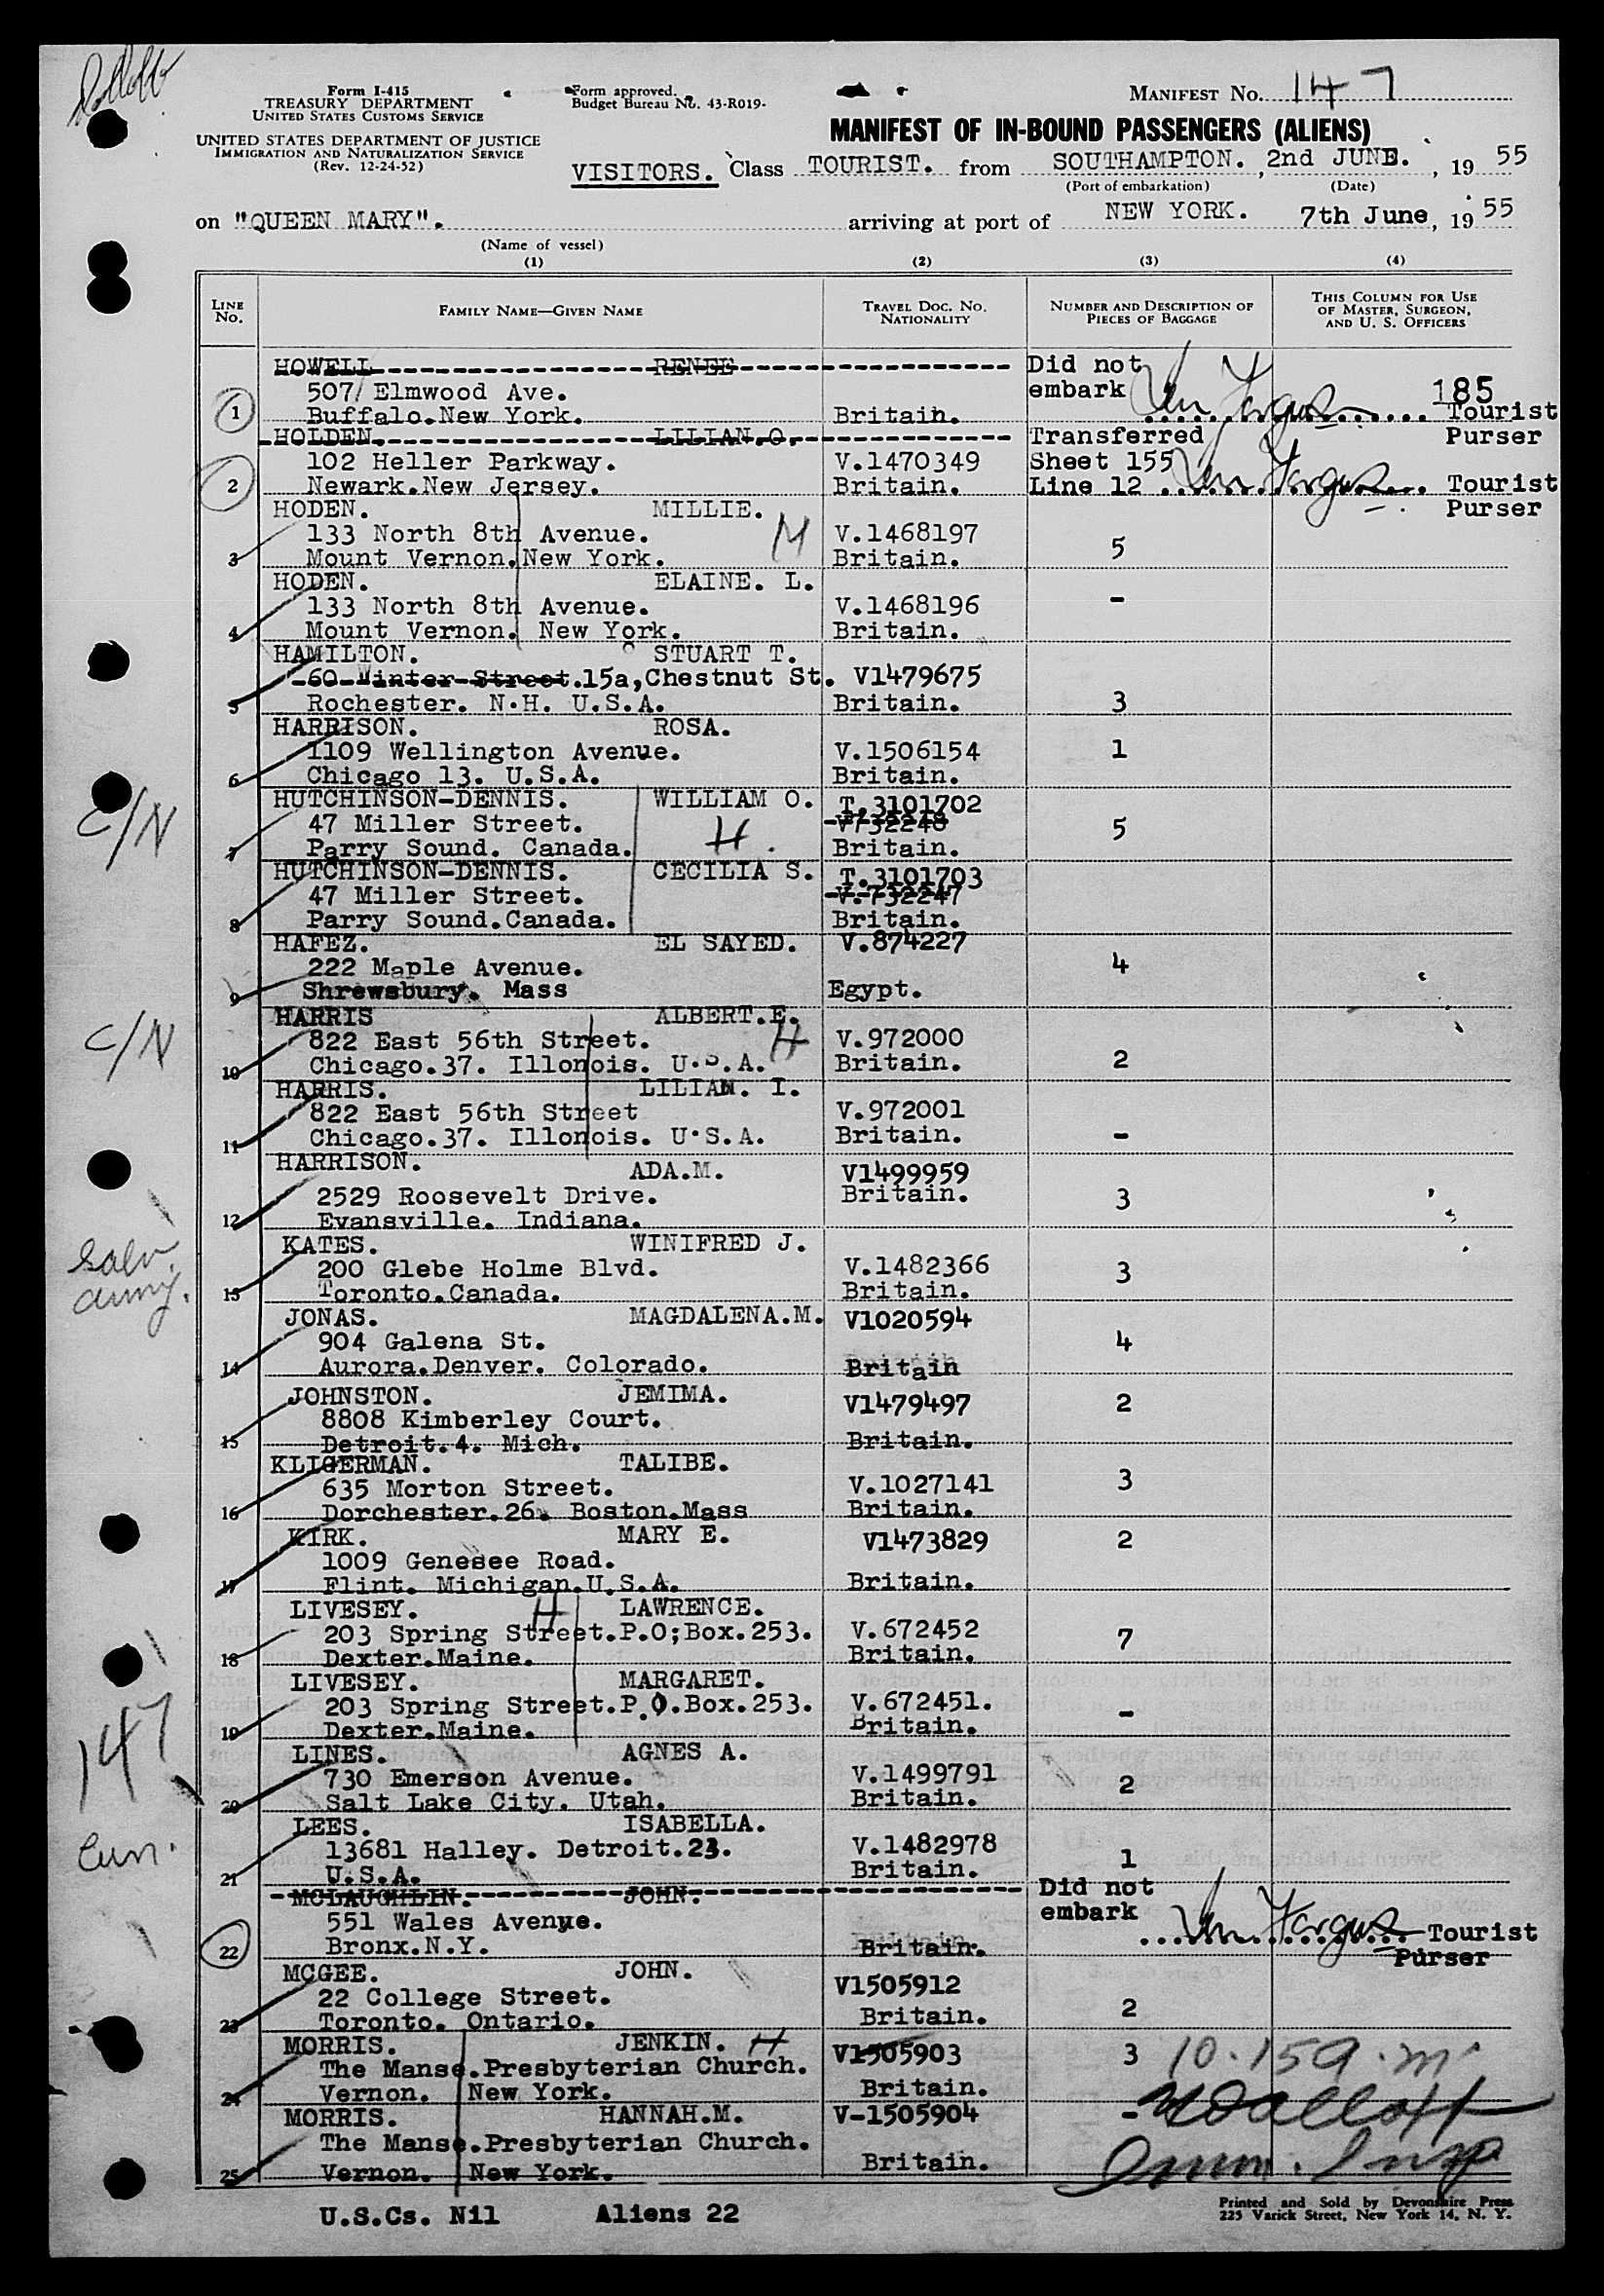 Form I-415
TREASURY DEPARTMENT
UNITED STATES CUSTOMS SERVICE
UNITED STATES DEPARTMENT OF JUSTICE
IMMIGRATION AND NATURALIZATION SERVICE
(Rev. 12-24-52)
Form approved.
Budget Bureau No. 43-R019-
MANIFEST NO. 147
MANIFEST OF IN-BOUND PASSENGERS (ALIENS)
VISITORS. Class TOURIST. from SOUTHAMPTON., 2nd JUNE., 19 55
(Port of embarkation) (Date)
on "QUEEN MARY". arriving at port of NEW YORK. 7th June, 19 55
(Name of vessel)
(1) (2) (3) (4)
LINE NO.
FAMILY NAME—GIVEN NAME
TRAVEL DOC. NO. NATIONALITY
NUMBER AND DESCRIPTION OF PIECES OF BAGGAGE
THIS COLUMN FOR USE OF MASTER, SURGEON, AND U. S. OFFICERS
HOWELL RENEE Did not
507 Elmwood Ave. embark 185
1 Buffalo.New York. Britain. Tourist
HOLDEN. LILIAN.O. Transferred Purser
102 Heller Parkway. V.1470349 Sheet 155
2 Newark.New Jersey. Britain. Line 12 Tourist
HODEN. MILLIE. Purser
133 North 8th Avenue. M V.1468197 5
3 Mount Vernon.New York. Britain.
HODEN. ELAINE. L.
133 North 8th Avenue. V.1468196 -
4 Mount Vernon. New York. Britain.
HAMILTON. STUART T.
60 Winter Street.15a,Chestnut St. V1479675
5 Rochester. N.H. U.S.A. Britain. 3
HARRISON. ROSA.
1109 Wellington Avenue. V.1506154 1
6 Chicago 13. U.S.A. Britain.
HUTCHINSON-DENNIS. WILLIAM O. T.3101702
C/N 47 Miller Street. H. V732248 5
7 Parry Sound. Canada. Britain.
HUTCHINSON-DENNIS. CECILIA S. T.3101703
47 Miller Street. V.732247
8 Parry Sound.Canada. Britain.
HAFEZ. EL SAYED. V.874227
222 Maple Avenue. 4
9 Shrewsbury. Mass Egypt.
HARRIS ALBERT.E.
C/N 822 East 56th Street. H V.972000
10 Chicago.37. Illonois. U.S.A. Britain. 2
HARRIS. LILIAN. I.
822 East 56th Street V.972001
11 Chicago.37. Illonois. U.S.A. Britain. -
HARRISON. ADA.M. V1499959
2529 Roosevelt Drive. Britain. 3
12 Evansville. Indiana.
KATES. WINIFRED J.
Salv. 200 Glebe Holme Blvd. V.1482366 3
army. 13 Toronto.Canada. Britain.
JONAS. MAGDALENA.M. V1020594
904 Galena St. 4
14 Aurora.Denver. Colorado. Britain
JOHNSTON. JEMIMA. V1479497 2
8808 Kimberley Court.
15 Detroit.4. Mich. Britain.
KLIGERMAN. TALIBE.
635 Morton Street. V.1027141 3
16 Dorchester.26. Boston.Mass Britain.
KIRK. MARY E. V1473829 2
1009 Genesee Road.
17 Flint. Michigan.U.S.A. Britain.
LIVESEY. H LAWRENCE.
203 Spring Street.P.O;Box.253. V.672452 7
18 Dexter.Maine. Britain.
LIVESEY. MARGARET.
147 203 Spring Street.P.O.Box.253. V.672451. -
19 Dexter.Maine. Britain.
LINES. AGNES A.
730 Emerson Avenue. V.1499791 2
20 Salt Lake City. Utah. Britain.
LEES. ISABELLA.
13681 Halley. Detroit.23. V.1482978 1
21 U.S.A. Britain.
MCLAUGHLIN. JOHN. Did not
551 Wales Avenue. embark
22 Bronx.N.Y. Britain. Tourist
Purser
MCGEE. JOHN. V1505912
22 College Street. 2
23 Toronto. Ontario. Britain.
MORRIS. JENKIN. H V1505903 3 10.159.m.
The Manse.Presbyterian Church.
24 Vernon. New York. Britain.
MORRIS. HANNAH.M. V-1505904 -
The Manse.Presbyterian Church.
25 Vernon. New York. Britain. Imm. Insp
U.S.Cs. Nil Aliens 22
Printed and Sold by Devonshire Press
225 Varick Street, New York 14, N. Y.